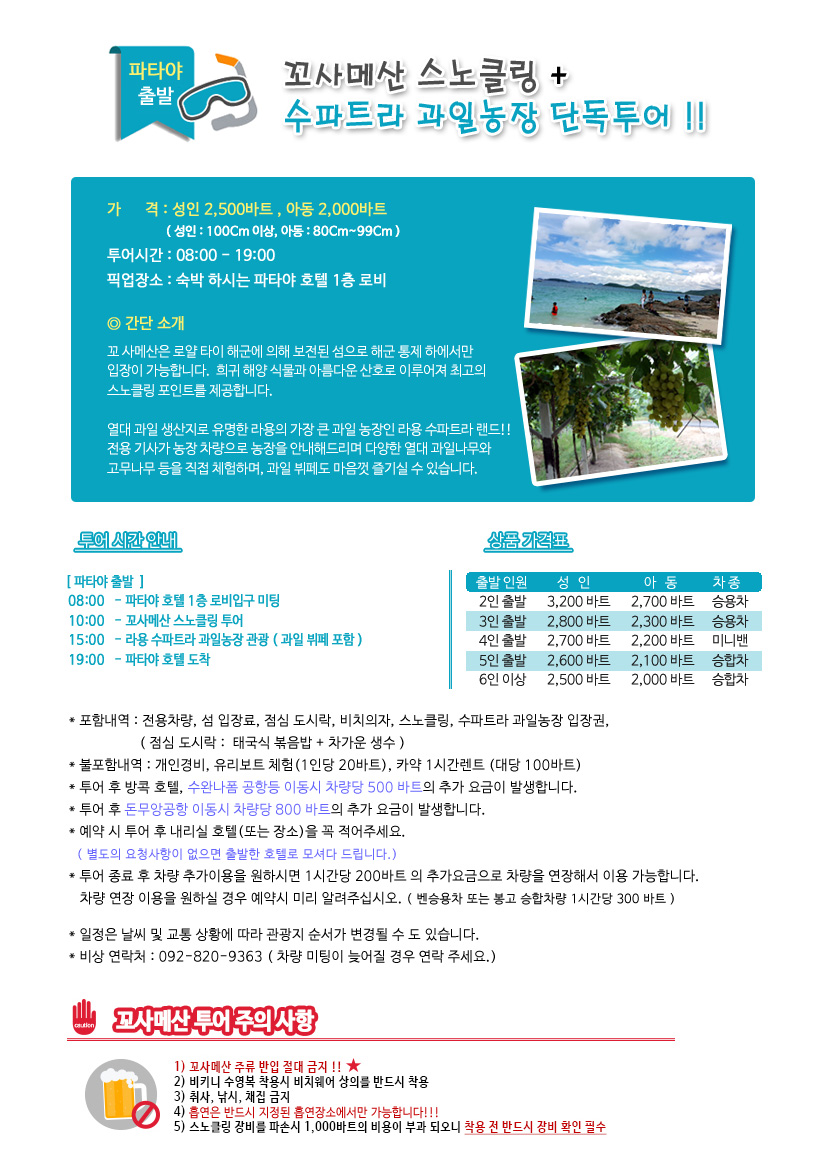 파타야
출발
꼬사메산 스노클링 +
수파트라 과일농장 단독투어 !!
가 격 : 성인 2,500바트 , 아동 2,000바트
( 성인 : 100Cm 이상, 아동 : 80Cm~99Cm )
투어시간 : 08:00 - 19:00
픽업장소 : 숙박 하시는 파타야 호텔 1층 로비
◎ 간단 소개
꼬 사메산은 로얄 타이 해군에 의해 보전된 섬으로 해군 통제 하에서만
입장이 가능합니다. 희귀 해양 식물과 아름다운 산호로 이루어져 최고의
스노클링 포인트를 제공합니다.
열대 과일 생산지로 유명한 라용의 가장 큰 과일 농장인 라용 수파트라 랜드!!
전용 기사가 농장 차량으로 농장을 안내해드리며 다양한 열대 과일나무와
고무나무 등을 직접 체험하며, 과일 뷔페도 마음껏 즐기실 수 있습니다.
투어 시간 안내
[ 파타야 출발 ]
08:00 - 파타야 호텔 1층 로비입구 미팅
10:00 - 꼬사메산 스노클링 투어
15:00 - 라용 수파트라 과일농장 관광 ( 과일 뷔페 포함 )
19:00 - 파타야 호텔 도착
상품 가격표
출발 인원 성 인 아 동 차 종
2인 출발 3,200 바트 2,700 바트 승용차
3인 출발 2,800 바트 2,300 바트 승용차
4인 출발 2,700 바트 2,200 바트 미니밴
5인 출발 2,600 바트 2,100 바트 승합차
6인 이상 2,500 바트 2,000 바트 승합차
* 포함내역 : 전용차량, 섬 입장료, 점심 도시락, 비치의자, 스노클링, 수파트라 과일농장 입장권,
( 점심 도시락 : 태국식 볶음밥 + 차가운 생수 )
* 불포함내역 : 개인경비, 유리보트 체험(1인당 20바트), 카약 1시간렌트 (대당 100바트)
* 투어 후 방콕 호텔, 수완나폼 공항등 이동시 차량당 500 바트의 추가 요금이 발생합니다.
* 투어 후 돈무앙공항 이동시 차량당 800 바트의 추가 요금이 발생합니다.
* 예약 시 투어 후 내리실 호텔(또는 장소)을 꼭 적어주세요.
( 별도의 요청사항이 없으면 출발한 호텔로 모셔다 드립니다.)
* 투어 종료 후 차량 추가이용을 원하시면 1시간당 200바트 의 추가요금으로 차량을 연장해서 이용 가능합니다.
차량 연장 이용을 원하실 경우 예약시 미리 알려주십시오. ( 벤승용차 또는 봉고 승합차량 1시간당 300 바트 )
* 일정은 날씨 및 교통 상황에 따라 관광지 순서가 변경될 수 도 있습니다.
* 비상 연락처 : 092-820-9363 ( 차량 미팅이 늦어질 경우 연락 주세요.)
caution
꼬사메산 투어 주의 사항
1) 꼬사메산 주류 반입 절대 금지 !! ★
2) 비키니 수영복 착용시 비치웨어 상의를 반드시 착용
3) 취사, 낚시, 채집 금지
4) 흡연은 반드시 지정된 흡연장소에서만 가능합니다!!!
5) 스노클링 장비를 파손시 1,000바트의 비용이 부과 되오니 착용 전 반드시 장비 확인 필수